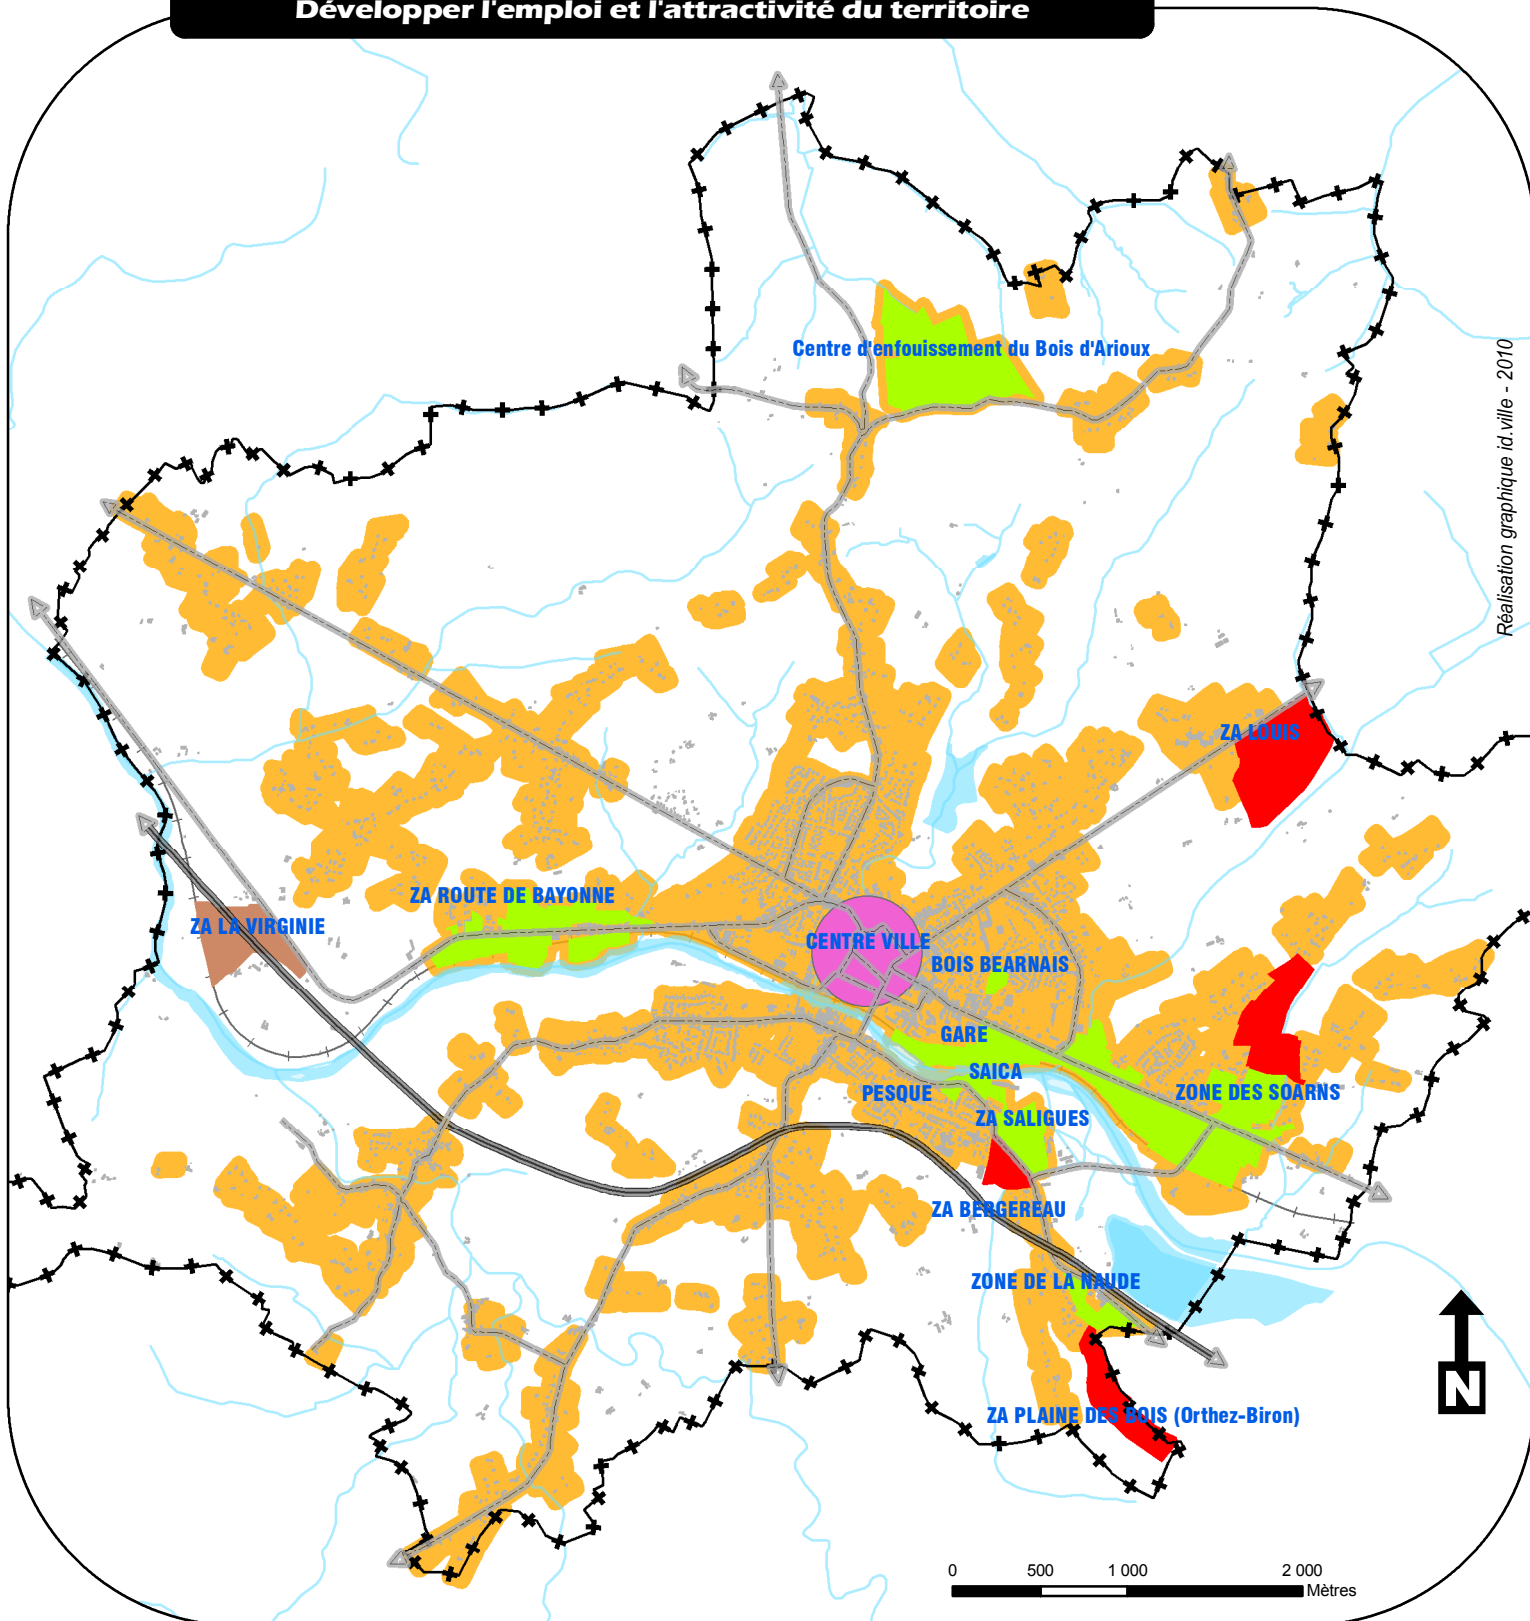 Développer l'emploi et l'attractivité du territoire
Centre d'enfouissement du Bois d'Arioux
Réalisation graphique id.ville - 2010
ZA LOUIS
ZA ROUTE DE BAYONNE
ZA LA VIRGINIE
CENTRE VILLE
BOIS BEARNAIS
GARE
SAICA
PESQUE
ZONE DES SOARNS
ZA SALIGUES
ZA BERGEREAU
ZONE DE LA NAUDE
ZA PLAINE DES BOIS (Orthez-Biron)
N
0 500 1 000 2 000
Mètres